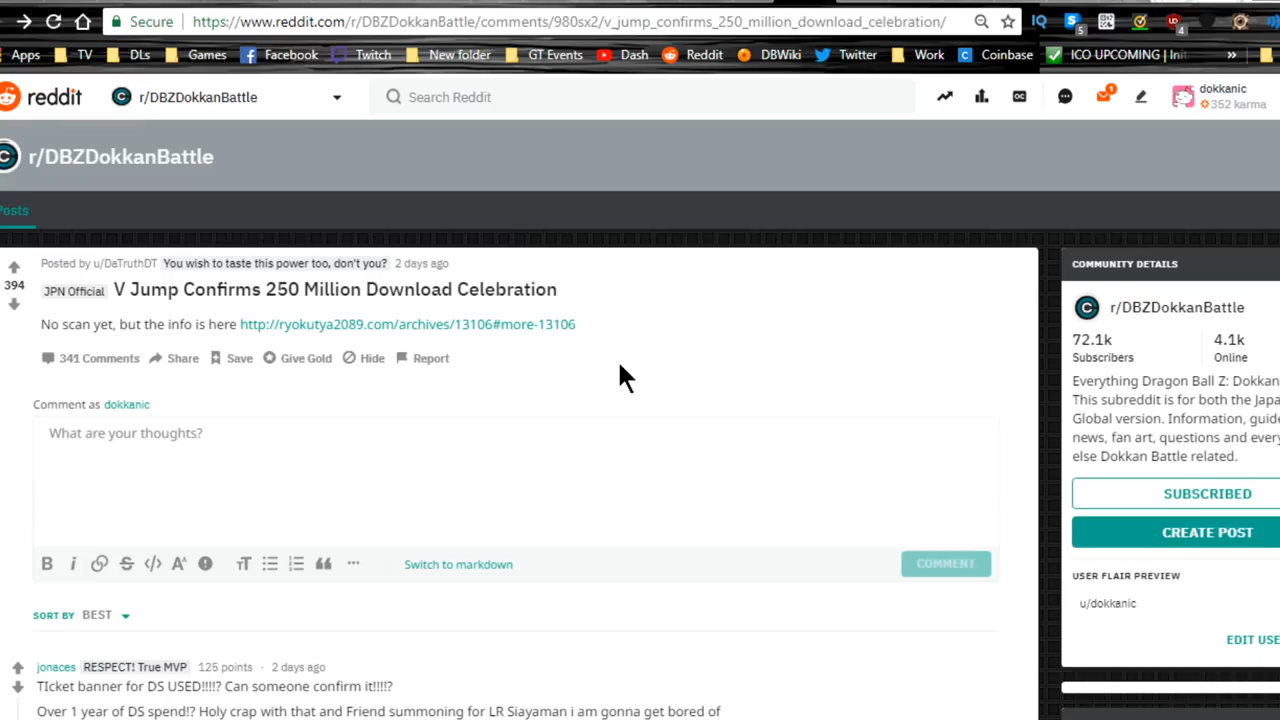 Secure https://www.reddit.com/r/DBZDokkanBattle/comments/980sx2/v_jump_confirms_250_million_download_celebration/ IQ 5 4
Apps TV DLs Games Facebook Twitch New folder GT Events Dash Reddit DBWiki Twitter Work Coinbase ICO UPCOMING | Ini »
reddit r/DBZDokkanBattle Search Reddit 1 dokkanic
352 karma
r/DBZDokkanBattle
Posts
Posted by u/DaTruthDT You wish to taste this power too, don't you? 2 days ago
394 JPN Official V Jump Confirms 250 Million Download Celebration
No scan yet, but the info is here http://ryokutya2089.com/archives/13106#more-13106
341 Comments Share Save Give Gold Hide Report
Comment as dokkanic
What are your thoughts?
B i Switch to markdown COMMENT
SORT BY BEST
jonaces RESPECT! True MVP 125 points · 2 days ago
TIcket banner for DS USED!!!!? Can someone confirm it!!!!?
Over 1 year of DS spend!? Holy crap with that and Friend summoning for LR Siayaman i am gonna get bored of
COMMUNITY DETAILS
r/DBZDokkanBattle
72.1k 4.1k
Subscribers Online
Everything Dragon Ball Z: Dokkan
This subreddit is for both the Japa
Global version. Information, guide
news, fan art, questions and every
else Dokkan Battle related.
SUBSCRIBED
CREATE POST
USER FLAIR PREVIEW
u/dokkanic
EDIT USE